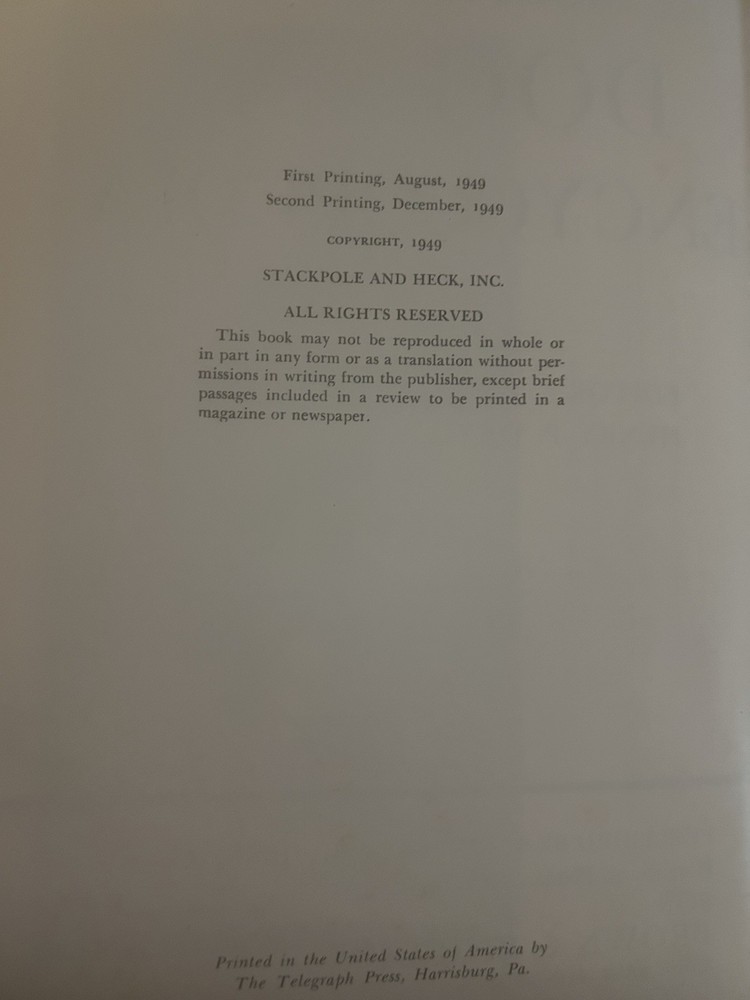 First Printing, August, 1949
Second Printing, December, 1949
COPYRIGHT, 1949
STACKPOLE AND HECK, INC.
ALL RIGHTS RESERVED
This book may not be reproduced in whole or
in part in any form or as a translation without per-
missions in writing from the publisher, except brief
passages included in a review to be printed in a
magazine or newspaper.
Printed in the United States of America by
The Telegraph Press, Harrisburg, Pa.